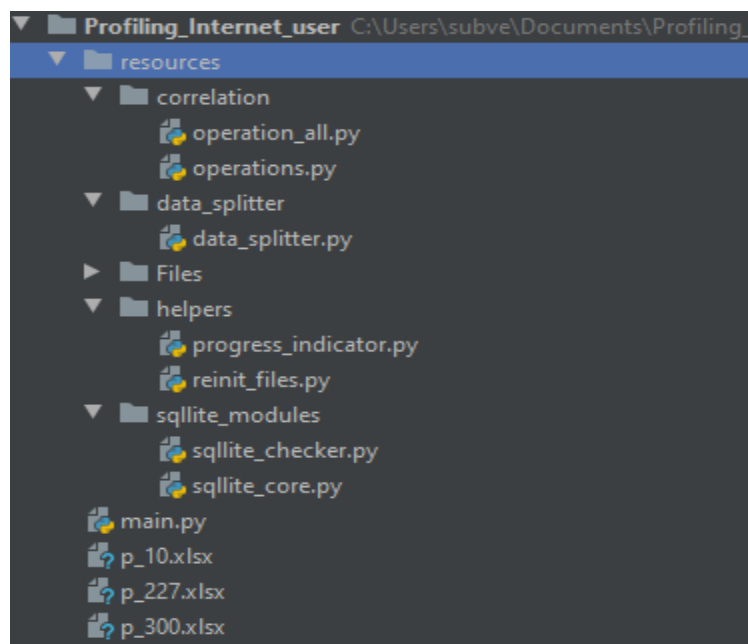 Profiling_Internet_user C:\Users\subve\Documents\Profiling_
resources
correlation
operation_all.py
operations.py
data_splitter
data_splitter.py
Files
helpers
progress_indicator.py
reinit_files.py
sqllite_modules
sqllite_checker.py
sqllite_core.py
main.py
p_10.xlsx
p_227.xlsx
p_300.xlsx